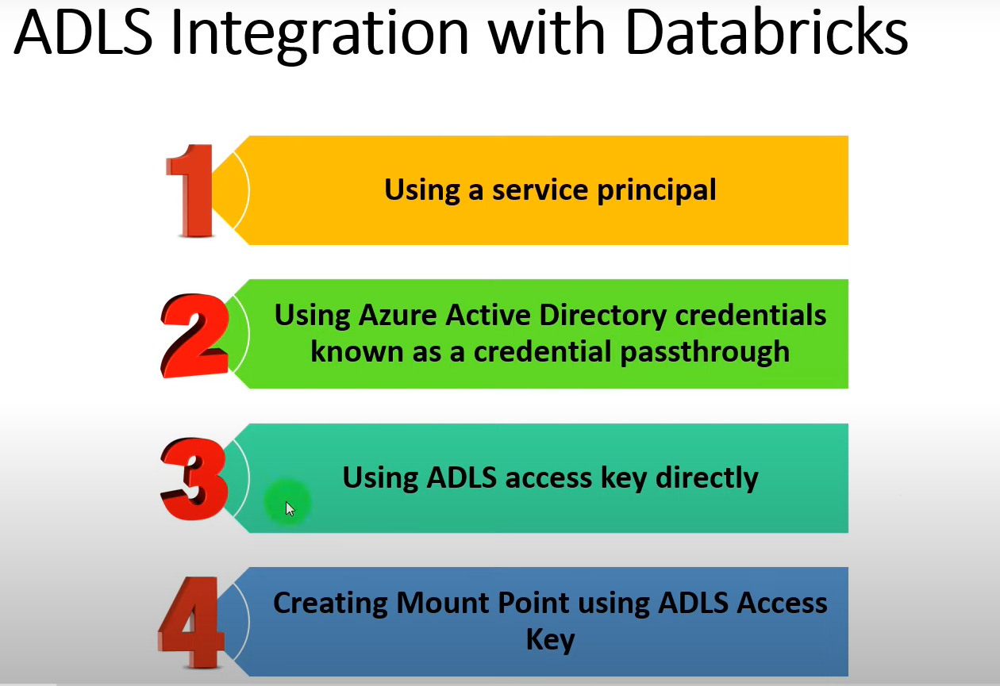 ADLS Integration with Databricks
1
Using a service principal
2
Using Azure Active Directory credentials
known as a credential passthrough
3
Using ADLS access key directly
4
Creating Mount Point using ADLS Access
Key